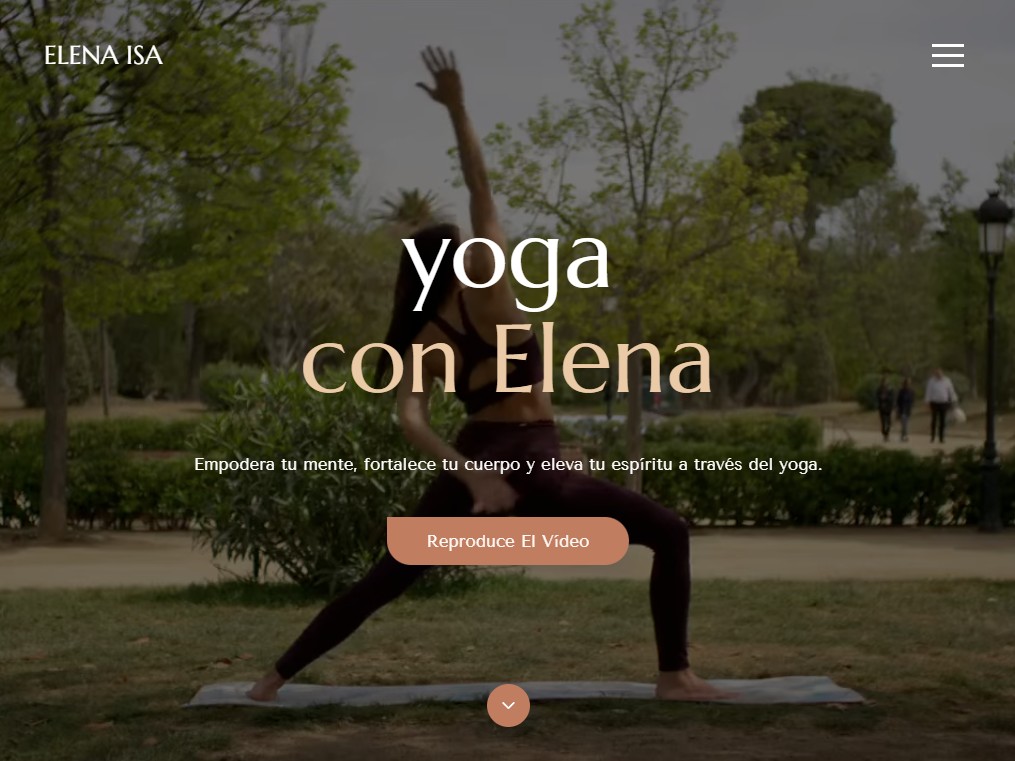 ELENA ISA
yoga
con Elena
Empodera tu mente, fortalece tu cuerpo y eleva tu espíritu a través del yoga.
Reproduce El Vídeo